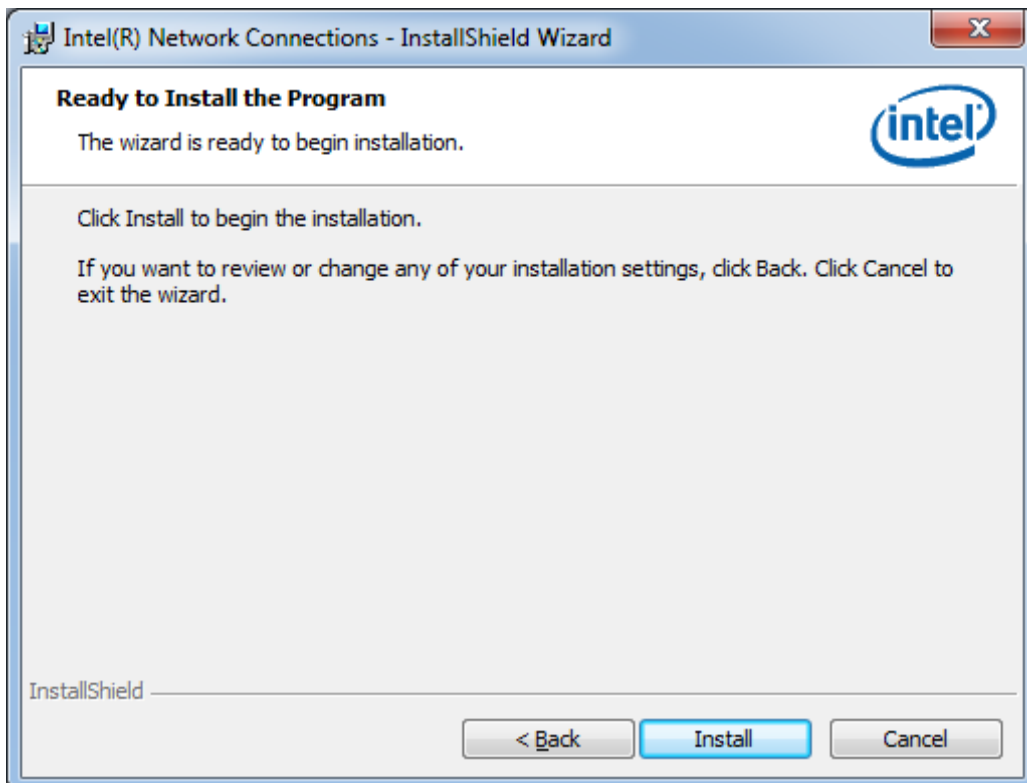 Intel(R) Network Connections - InstallShield Wizard
Ready to Install the Program
The wizard is ready to begin installation.
intel
Click Install to begin the installation.
If you want to review or change any of your installation settings, click Back. Click Cancel to
exit the wizard.
InstallShield
< Back
Install
Cancel